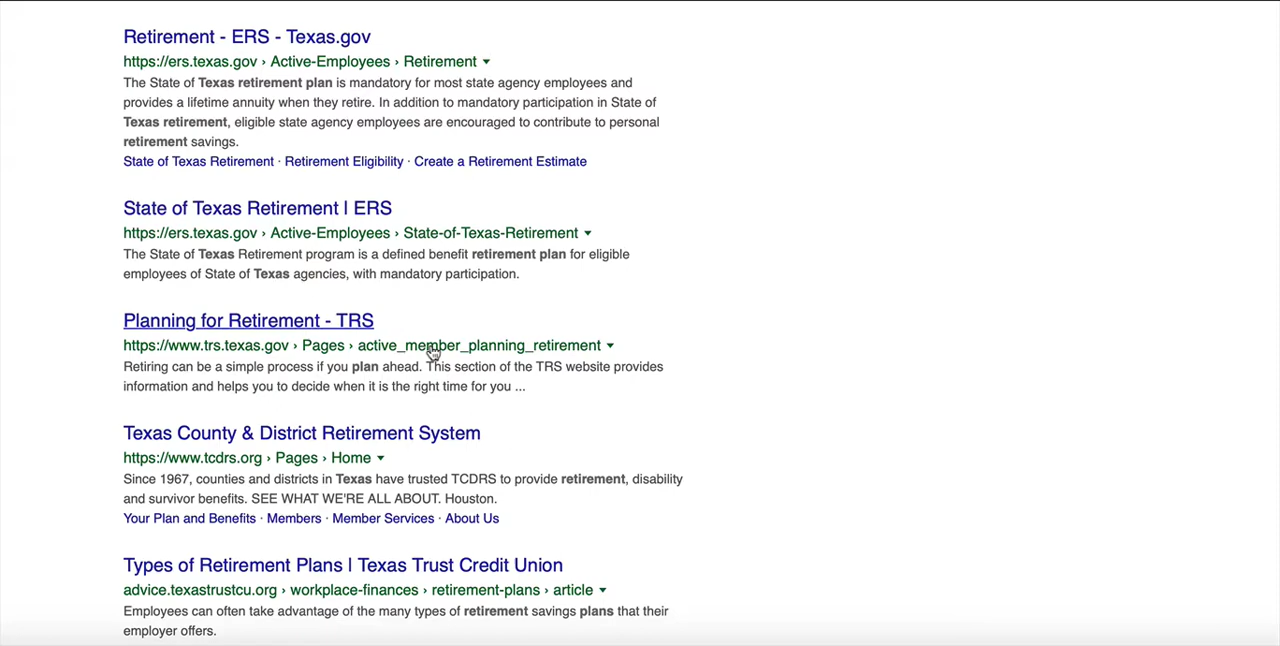 Retirement - ERS - Texas.gov
https://ers.texas.gov › Active-Employees › Retirement ▾
The State of Texas retirement plan is mandatory for most state agency employees and
provides a lifetime annuity when they retire. In addition to mandatory participation in State of
Texas retirement, eligible state agency employees are encouraged to contribute to personal
retirement savings.
State of Texas Retirement · Retirement Eligibility · Create a Retirement Estimate
State of Texas Retirement | ERS
https://ers.texas.gov › Active-Employees › State-of-Texas-Retirement ▾
The State of Texas Retirement program is a defined benefit retirement plan for eligible
employees of State of Texas agencies, with mandatory participation.
Planning for Retirement - TRS
https://www.trs.texas.gov › Pages › active_member_planning_retirement ▾
Retiring can be a simple process if you plan ahead. This section of the TRS website provides
information and helps you to decide when it is the right time for you ...
Texas County & District Retirement System
https://www.tcdrs.org › Pages › Home ▾
Since 1967, counties and districts in Texas have trusted TCDRS to provide retirement, disability
and survivor benefits. SEE WHAT WE'RE ALL ABOUT. Houston.
Your Plan and Benefits · Members · Member Services · About Us
Types of Retirement Plans | Texas Trust Credit Union
advice.texastrustcu.org › workplace-finances › retirement-plans › article ▾
Employees can often take advantage of the many types of retirement savings plans that their
employer offers.